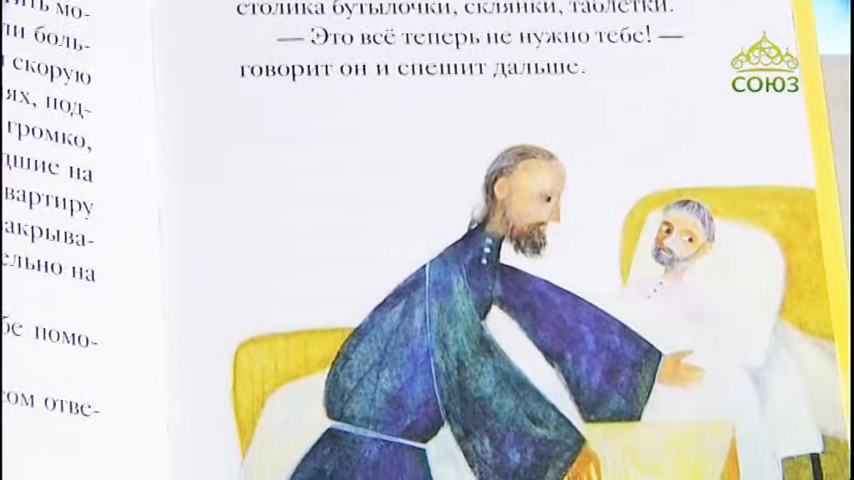 ли боль-
скорую
ях, под-
громко,
дшие на
вартиру
акрыва-
ельно на
бе помо-
ом отве-
столика бутылочки, склянки, таблетки.
— Это всё теперь не нужно тебе! —
говорит он и спешит дальше.
СОЮЗ